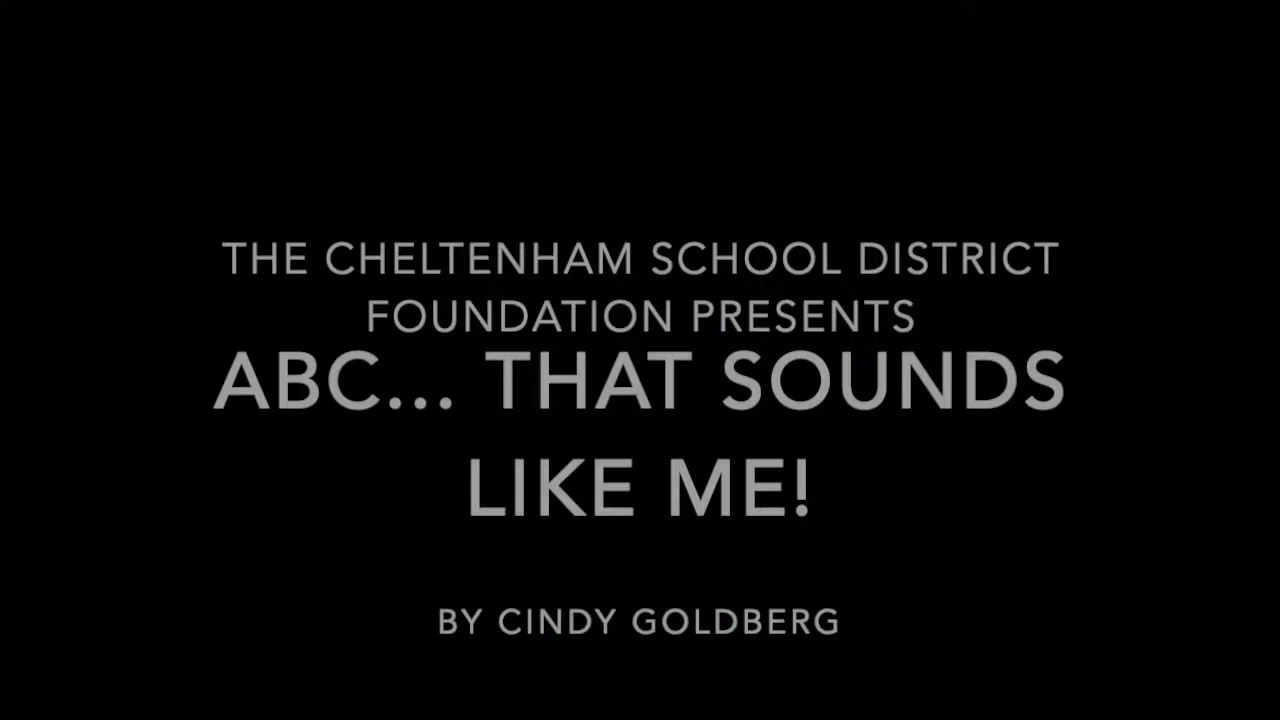 THE CHELTENHAM SCHOOL DISTRICT
FOUNDATION PRESENTS
ABC... THAT SOUNDS
LIKE ME!
BY CINDY GOLDBERG